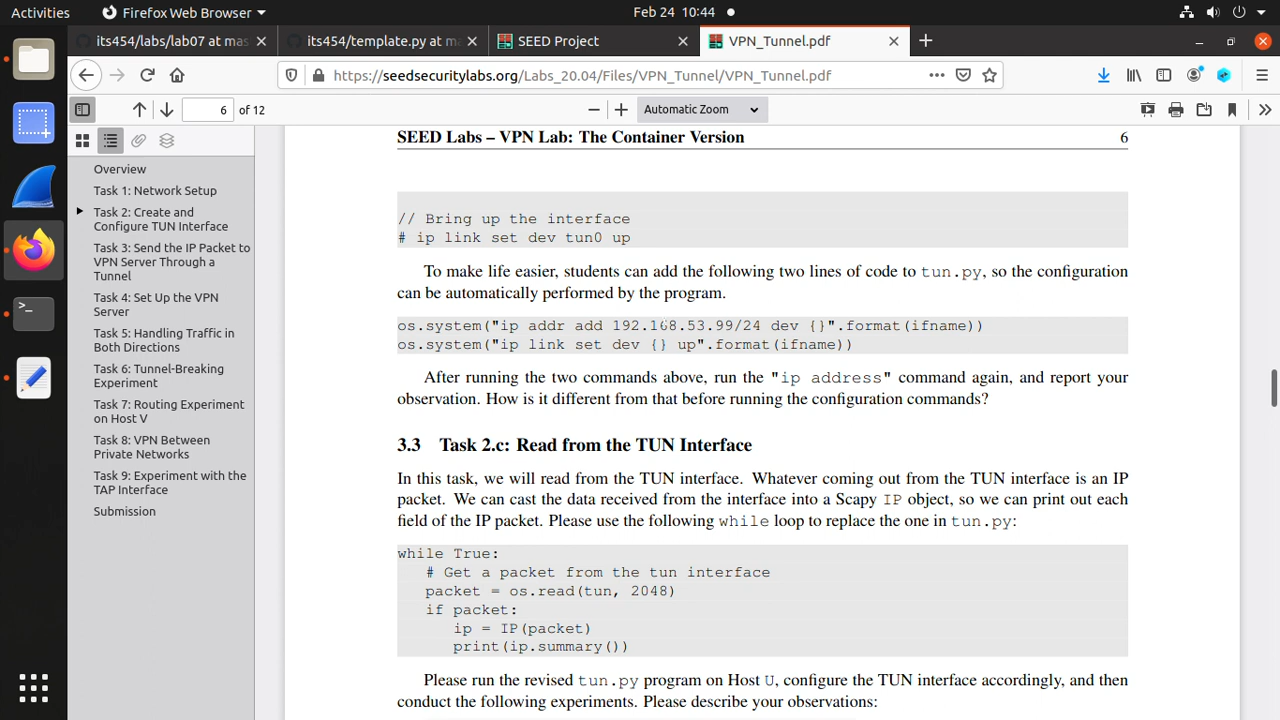 Activities
Firefox Web Browser
Feb 24 10:44
its454/labs/lab07 at mas
its454/template.py at m
SEED Project
VPN_Tunnel.pdf
https://seedsecuritylabs.org/Labs_20.04/Files/VPN_Tunnel/VPN_Tunnel.pdf
6 of 12
Automatic Zoom
Overview
Task 1: Network Setup
Task 2: Create and
Configure TUN Interface
Task 3: Send the IP Packet to
VPN Server Through a
Tunnel
Task 4: Set Up the VPN
Server
Task 5: Handling Traffic in
Both Directions
Task 6: Tunnel-Breaking
Experiment
Task 7: Routing Experiment
on Host V
Task 8: VPN Between
Private Networks
Task 9: Experiment with the
TAP Interface
Submission
SEED Labs – VPN Lab: The Container Version 6
// Bring up the interface
# ip link set dev tun0 up
To make life easier, students can add the following two lines of code to tun.py, so the configuration
can be automatically performed by the program.
os.system("ip addr add 192.168.53.99/24 dev {}".format(ifname))
os.system("ip link set dev {} up".format(ifname))
After running the two commands above, run the "ip address" command again, and report your
observation. How is it different from that before running the configuration commands?
3.3 Task 2.c: Read from the TUN Interface
In this task, we will read from the TUN interface. Whatever coming out from the TUN interface is an IP
packet. We can cast the data received from the interface into a Scapy IP object, so we can print out each
field of the IP packet. Please use the following while loop to replace the one in tun.py:
while True:
# Get a packet from the tun interface
packet = os.read(tun, 2048)
if packet:
ip = IP(packet)
print(ip.summary())
Please run the revised tun.py program on Host U, configure the TUN interface accordingly, and then
conduct the following experiments. Please describe your observations: